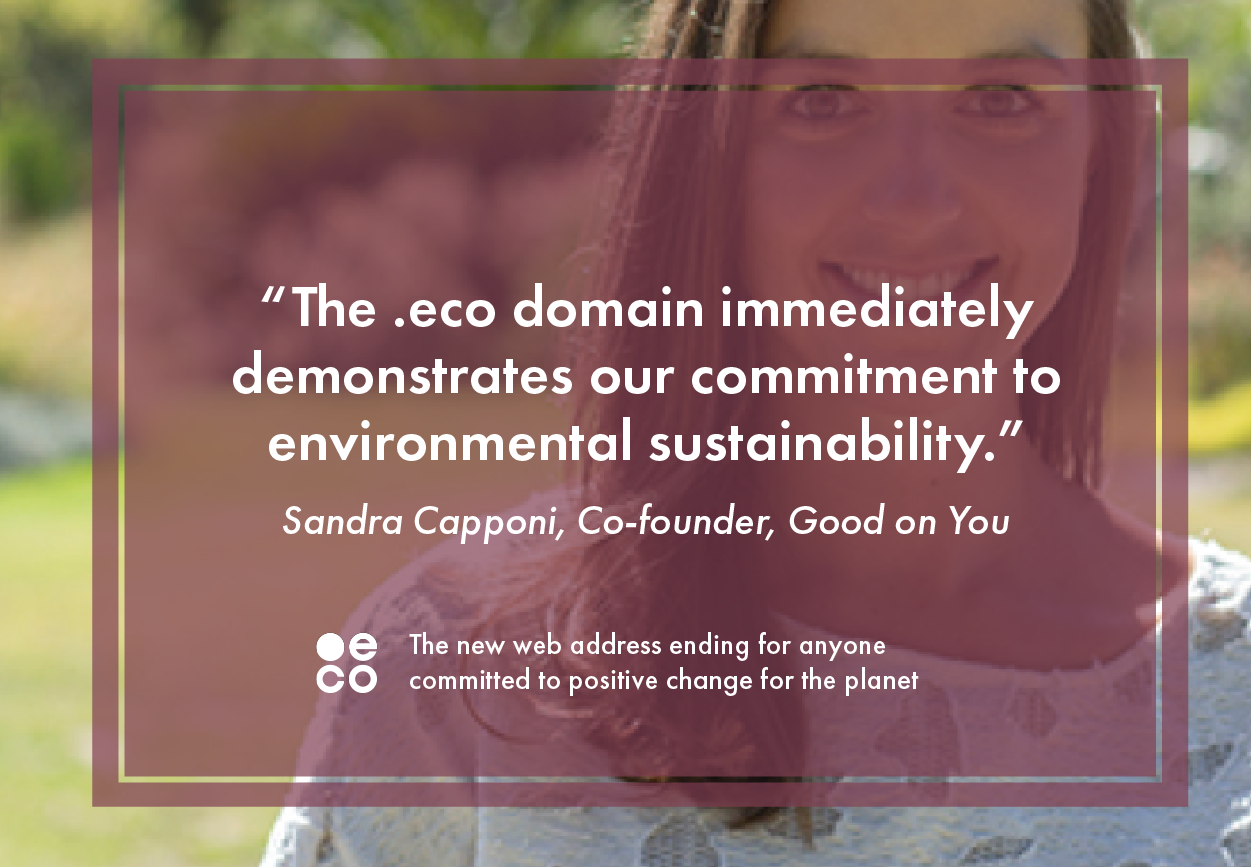 “The .eco domain immediately
demonstrates our commitment to
environmental sustainability.”
Sandra Capponi, Co-founder, Good on You
.eco
The new web address ending for anyone
committed to positive change for the planet